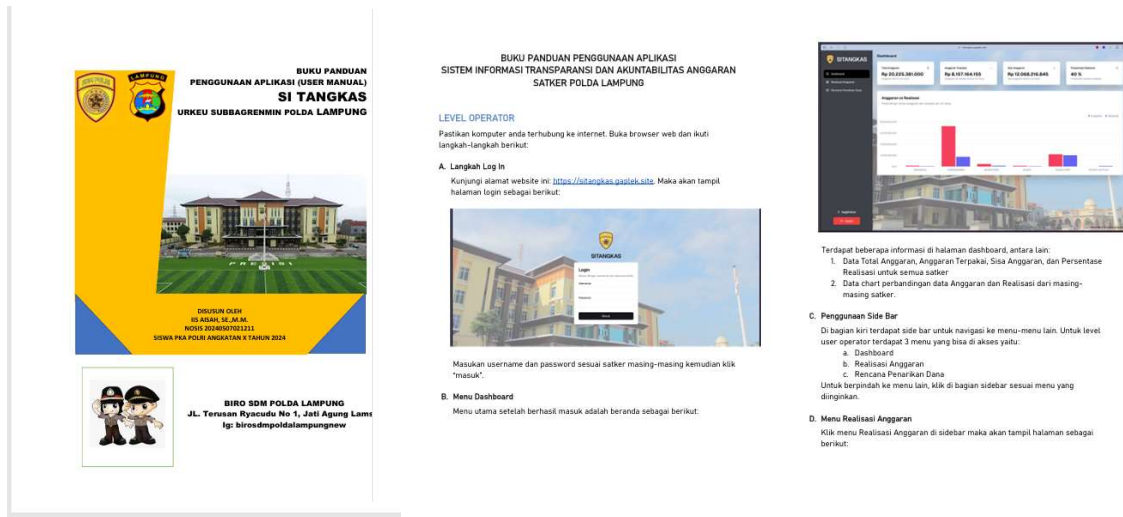 BUKU PANDUAN
PENGGUNAAN APLIKASI (USER MANUAL)
SI TANGKAS
URKEU SUBBAGRENMIN POLDA LAMPUNG
LAMPUNG
PRESISI
DISUSUN OLEH
IIS AISAH, SE.,M.M.
NOSIS 20240507021211
SISWA PKA POLRI ANGKATAN X TAHUN 2024
BIRO SDM POLDA LAMPUNG
JL. Terusan Ryacudu No 1, Jati Agung Lams
Ig: birosdmpoldalampungnew
BUKU PANDUAN PENGGUNAAN APLIKASI
SISTEM INFORMASI TRANSPARANSI DAN AKUNTABILITAS ANGGARAN
SATKER POLDA LAMPUNG
LEVEL OPERATOR
Pastikan komputer anda terhubung ke internet. Buka browser web dan ikuti
langkah-langkah berikut:
A. Langkah Log In
Kunjungi alamat website ini: https://sitangkas.gaplek.site. Maka akan tampil
halaman login sebagai berikut:
SITANGKAS
Login
Masukan username dan password sesuai satker masing-masing kemudian klik
"masuk".
B. Menu Dashboard
Menu utama setelah berhasil masuk adalah beranda sebagai berikut:
SITANGKAS
Dashboard
Rp 20.225.381.000
Rp 8.157.164.155
Rp 12.068.216.845
40 %
Anggaran vs Realisasi
Terdapat beberapa informasi di halaman dashboard, antara lain:
1. Data Total Anggaran, Anggaran Terpakai, Sisa Anggaran, dan Persentase
Realisasi untuk semua satker
2. Data chart perbandingan data Anggaran dan Realisasi dari masing-
masing satker.
C. Penggunaan Side Bar
Di bagian kiri terdapat side bar untuk navigasi ke menu-menu lain. Untuk level
user operator terdapat 3 menu yang bisa di akses yaitu:
a. Dashboard
b. Realisasi Anggaran
c. Rencana Penarikan Dana
Untuk berpindah ke menu lain, klik di bagian sidebar sesuai menu yang
diinginkan.
D. Menu Realisasi Anggaran
Klik menu Realisasi Anggaran di sidebar maka akan tampil halaman sebagai
berikut: